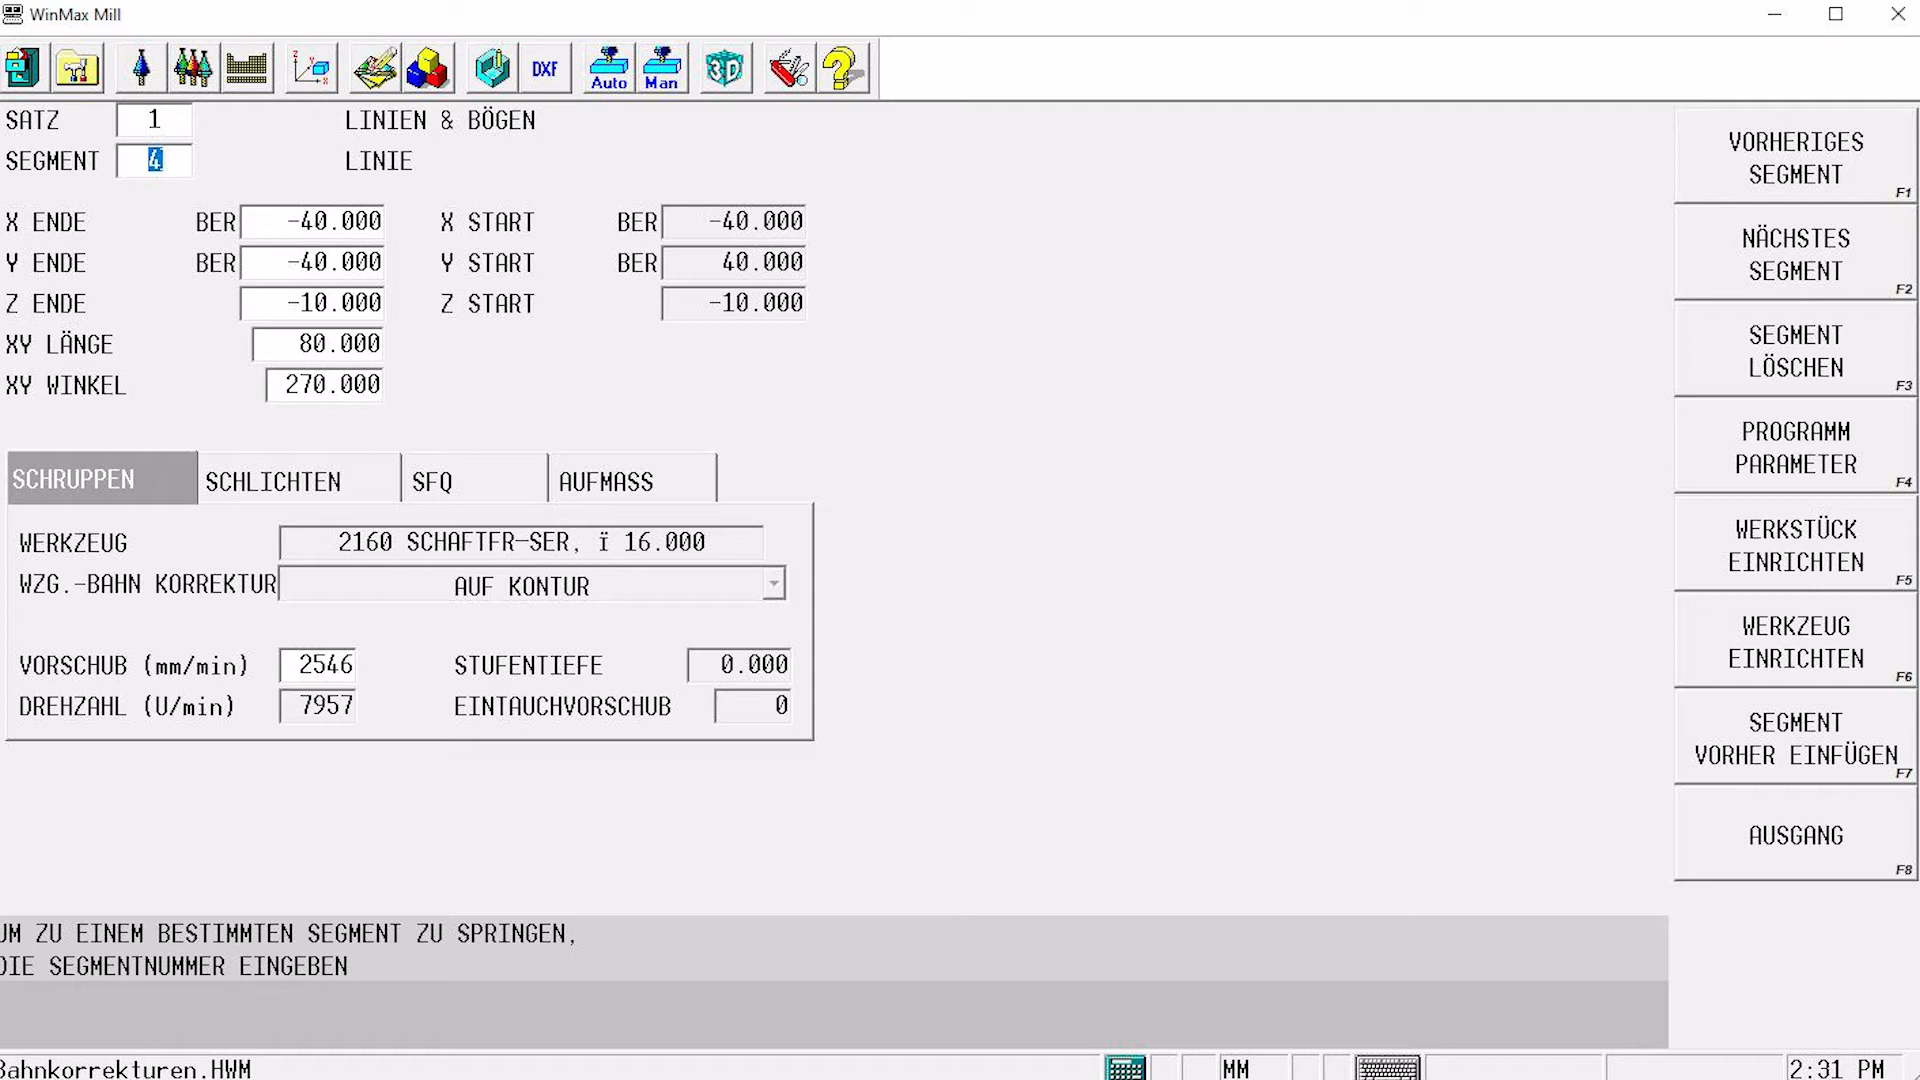 WinMax Mill
DXF
Auto
Man
3D
SATZ 1 LINIEN & BÖGEN
SEGMENT 4 LINIE
X ENDE BER -40.000 X START BER -40.000
Y ENDE BER -40.000 Y START BER 40.000
Z ENDE -10.000 Z START -10.000
XY LÄNGE 80.000
XY WINKEL 270.000
SCHRUPPEN SCHLICHTEN SFQ AUFMASS
WERKZEUG 2160 SCHAFTFR-SER, ï 16.000
WZG.-BAHN KORREKTUR AUF KONTUR
VORSCHUB (mm/min) 2546 STUFENTIEFE 0.000
DREHZAHL (U/min) 7957 EINTAUCHVORSCHUB 0
VORHERIGES
SEGMENT
F1
NÄCHSTES
SEGMENT
F2
SEGMENT
LÖSCHEN
F3
PROGRAMM
PARAMETER
F4
WERKSTÜCK
EINRICHTEN
F5
WERKZEUG
EINRICHTEN
F6
SEGMENT
VORHER EINFÜGEN
F7
AUSGANG
F8
UM ZU EINEM BESTIMMTEN SEGMENT ZU SPRINGEN,
DIE SEGMENTNUMMER EINGEBEN
Bahnkorrekturen.HWM MM 2:31 PM